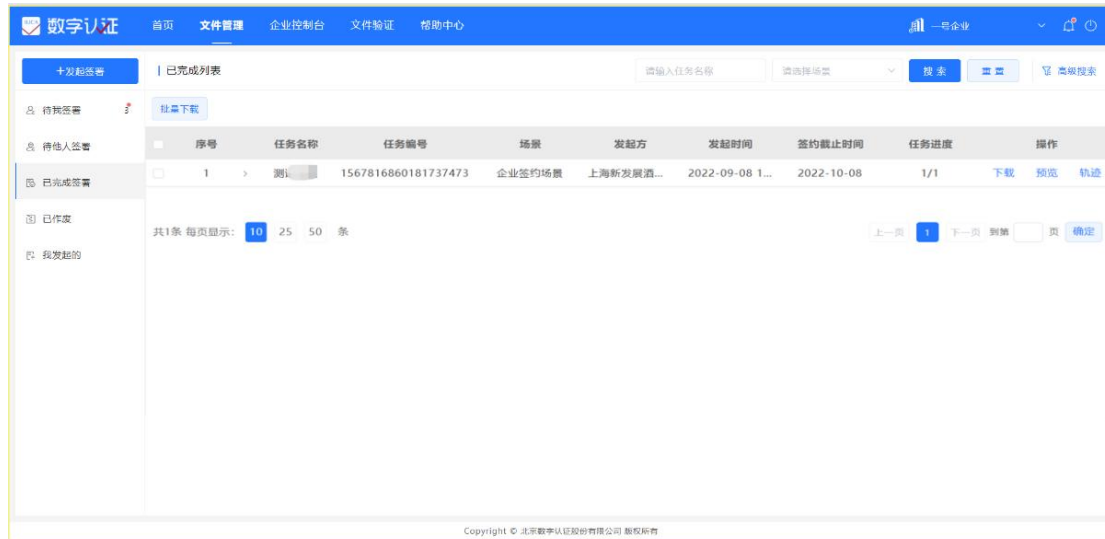 数字认证 首页 文件管理 企业控制台 文件验证 帮助中心 一号企业
+发起签署 已完成列表 请输入任务名称 请选择场景 搜索 重置 高级搜索
待我签署 批量下载
待他人签署 序号 任务名称 任务编号 场景 发起方 发起时间 签约截止时间 任务进度 操作
已完成签署 1 测 1567816860181737473 企业签约场景 上海新发展酒... 2022-09-08 1... 2022-10-08 1/1 下载 预览 轨迹
已作废 共1条 每页显示: 10 25 50 条 上一页 1 下一页 到第 页 确定
我发起的
Copyright © 北京数字认证股份有限公司 版权所有